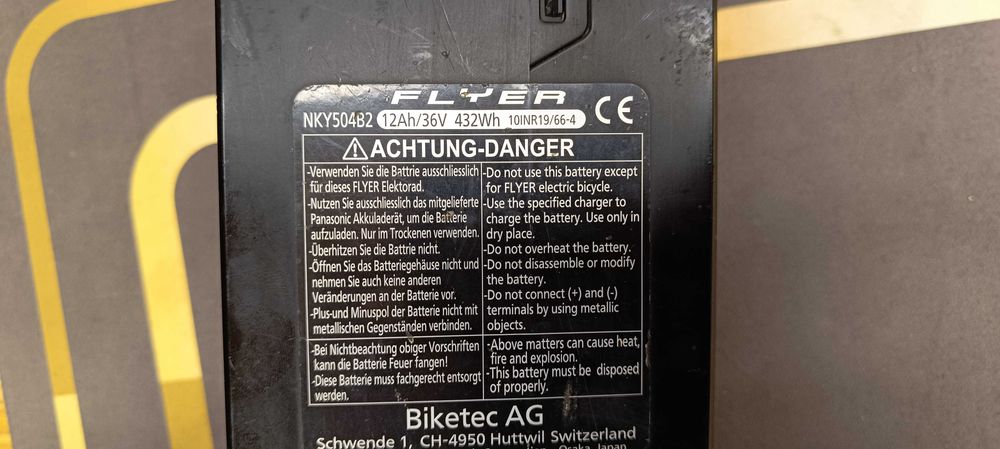 FLYER
NKY504B2 12Ah/36V 432Wh 10INR19/66-4 CE
⚠ACHTUNG-DANGER
-Verwenden Sie die Battrie ausschliesslich
für dieses FLYER Elektorad.
-Nutzen Sie ausschliesslich das mitgelieferte
Panasonic Akkuladerät, um die Batterie
aufzuladen. Nur im Trockenen verwenden.
-Überhitzen Sie die Battrie nicht.
-Öffnen Sie das Batteriegehäuse nicht und
nehmen Sie auch keine anderen
Veränderungen an der Batterie vor.
-Plus-und Minuspol der Batterie nicht mit
metallischen Gegenständen verbinden.
-Do not use this battery except
for FLYER electric bicycle.
-Use the specified charger to
charge the battery. Use only in
dry place.
-Do not overheat the battery.
-Do not disassemble or modify
the battery.
-Do not connect (+) and (-)
terminals by using metallic
objects.
-Bei Nichtbeachtung obiger Vorschriften
kann die Batterie Feuer fangen!
-Diese Batterie muss fachgerecht entsorgt
werden.
-Above matters can cause heat,
fire and explosion.
-This battery must be disposed
of properly.
Biketec AG
Schwende 1, CH-4950 Huttwil Switzerland
Osaka Japan